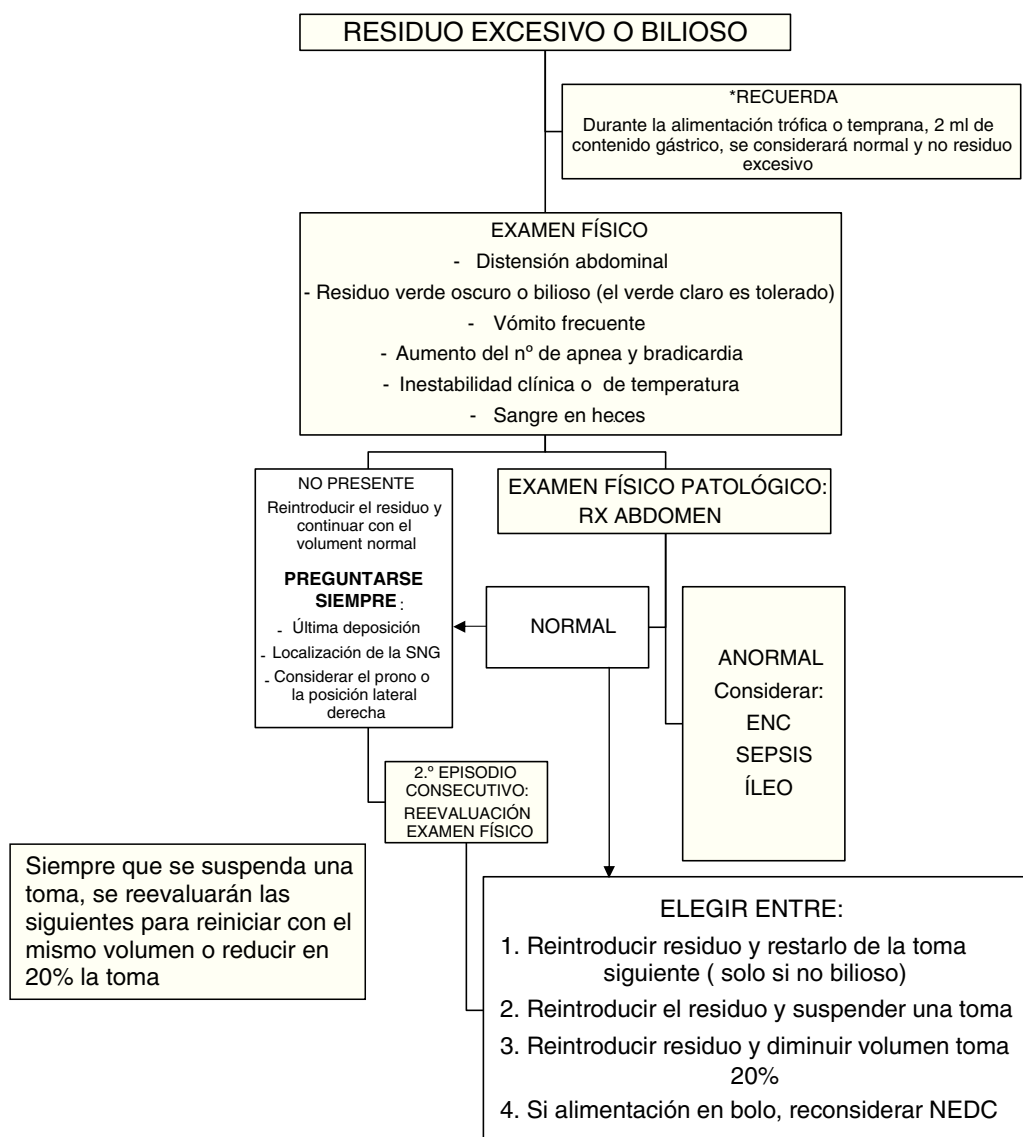 RESIDUO EXCESIVO O BILIOSO
*RECUERDA
Durante la alimentación trófica o temprana, 2 ml de
contenido gástrico, se considerará normal y no residuo
excesivo
EXAMEN FÍSICO
- Distensión abdominal
- Residuo verde oscuro o bilioso (el verde claro es tolerado)
- Vómito frecuente
- Aumento del nº de apnea y bradicardia
- Inestabilidad clínica o de temperatura
- Sangre en heces
NO PRESENTE
Reintroducir el residuo y
continuar con el
volument normal
PREGUNTARSE
SIEMPRE :
- Última deposición
- Localización de la SNG
- Considerar el prono o
la posición lateral
derecha
EXAMEN FÍSICO PATOLÓGICO:
RX ABDOMEN
NORMAL
ANORMAL
Considerar:
ENC
SEPSIS
ÍLEO
2.º EPISODIO
CONSECUTIVO:
REEVALUACIÓN
EXAMEN FÍSICO
Siempre que se suspenda una
toma, se reevaluarán las
siguientes para reiniciar con el
mismo volumen o reducir en
20% la toma
ELEGIR ENTRE:
1. Reintroducir residuo y restarlo de la toma
siguiente ( solo si no bilioso)
2. Reintroducir el residuo y suspender una toma
3. Reintroducir residuo y diminuir volumen toma
20%
4. Si alimentación en bolo, reconsiderar NEDC